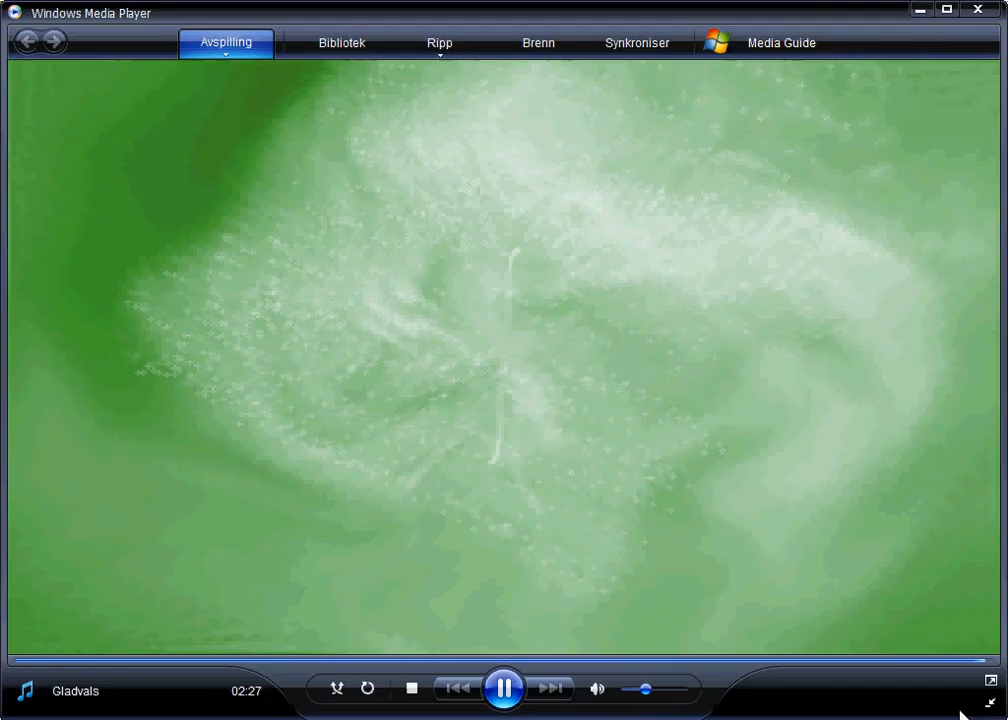 Windows Media Player
Avspilling Bibliotek Ripp Brenn Synkroniser Media Guide
Gladvals 02:27